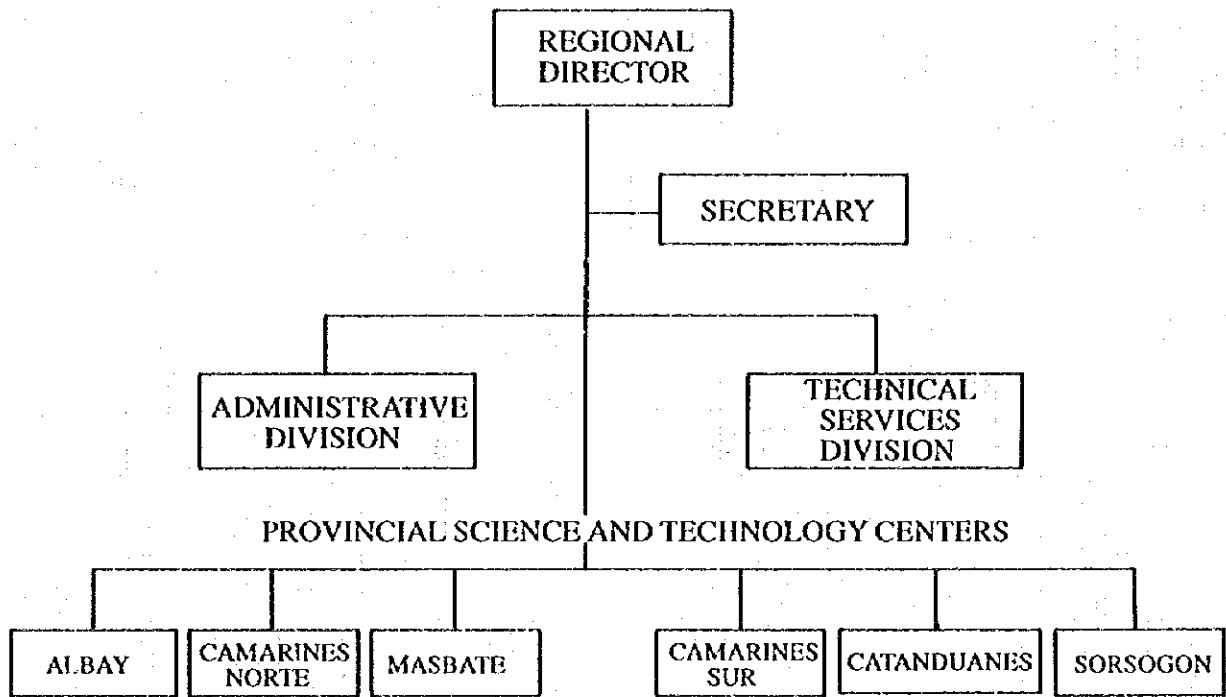 REGIONAL
DIRECTOR
SECRETARY
ADMINISTRATIVE
DIVISION
TECHNICAL
SERVICES
DIVISION
PROVINCIAL SCIENCE AND TECHNOLOGY CENTERS
ALBAY
CAMARINES
NORTE
MASBATE
CAMARINES
SUR
CATANDUANES
SORSOGON